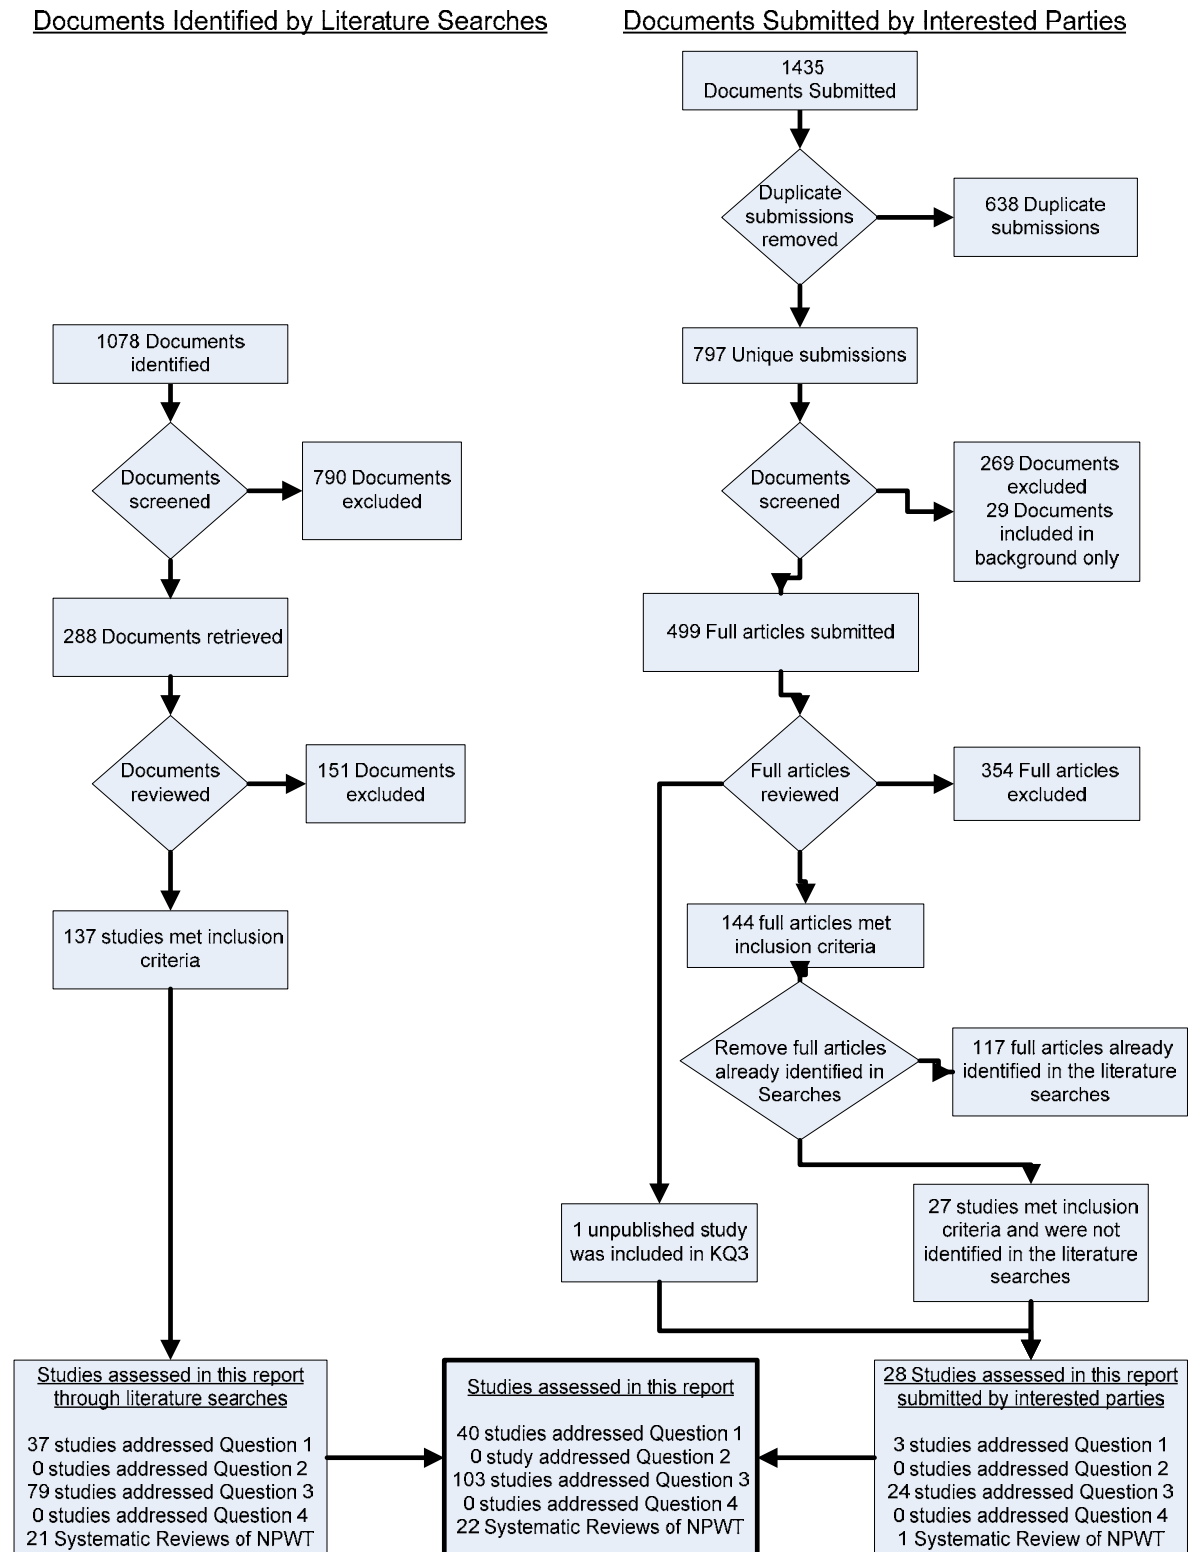 Documents Identified by Literature Searches
Documents Submitted by Interested Parties
1435
Documents Submitted
Duplicate
submissions
removed
638 Duplicate
submissions
797 Unique submissions
1078 Documents
identified
Documents
screened
790 Documents
excluded
Documents
screened
269 Documents
excluded
29 Documents
included in
background only
288 Documents retrieved
499 Full articles submitted
Documents
reviewed
151 Documents
excluded
Full articles
reviewed
354 Full articles
excluded
137 studies met inclusion
criteria
144 full articles met
inclusion criteria
Remove full articles
already identified in
Searches
117 full articles already
identified in the literature
searches
1 unpublished study
was included in KQ3
27 studies met inclusion
criteria and were not
identified in the literature
searches
Studies assessed in this report
through literature searches
37 studies addressed Question 1
0 studies addressed Question 2
79 studies addressed Question 3
0 studies addressed Question 4
21 Systematic Reviews of NPWT
Studies assessed in this report
40 studies addressed Question 1
0 study addressed Question 2
103 studies addressed Question 3
0 studies addressed Question 4
22 Systematic Reviews of NPWT
28 Studies assessed in this report
submitted by interested parties
3 studies addressed Question 1
0 studies addressed Question 2
24 studies addressed Question 3
0 studies addressed Question 4
1 Systematic Review of NPWT